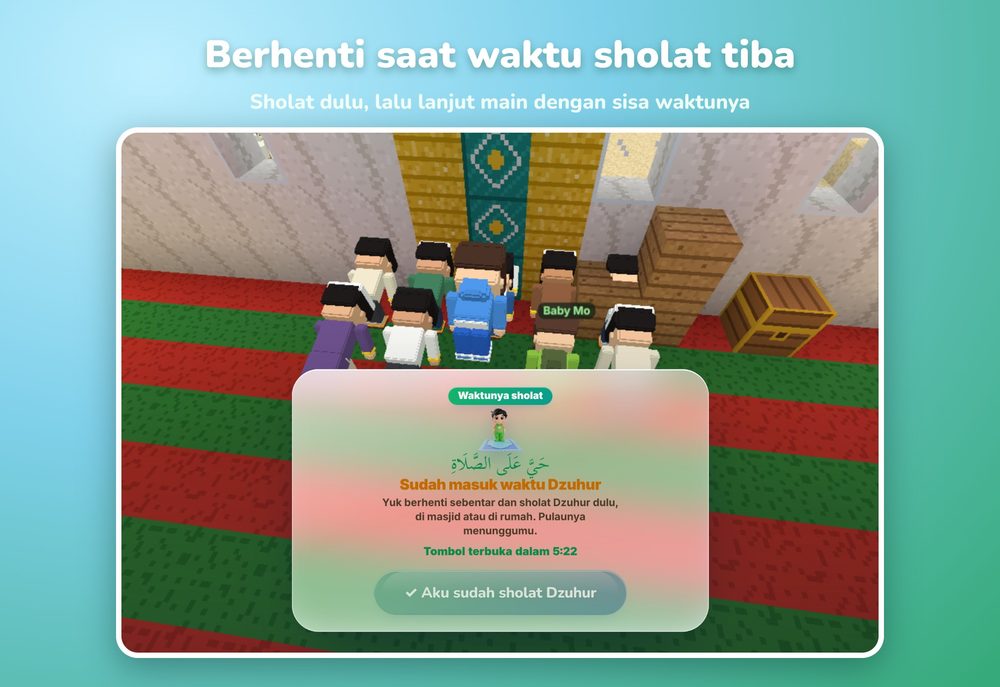 Berhenti saat waktu sholat tiba
Sholat dulu, lalu lanjut main dengan sisa waktunya
Baby Mo
Waktunya sholat
حَيَّ عَلَى الصَّلَاةِ
Sudah masuk waktu Dzuhur
Yuk berhenti sebentar dan sholat Dzuhur dulu,
di masjid atau di rumah. Pulaunya
menunggumu.
Tombol terbuka dalam 5:22
✓ Aku sudah sholat Dzuhur